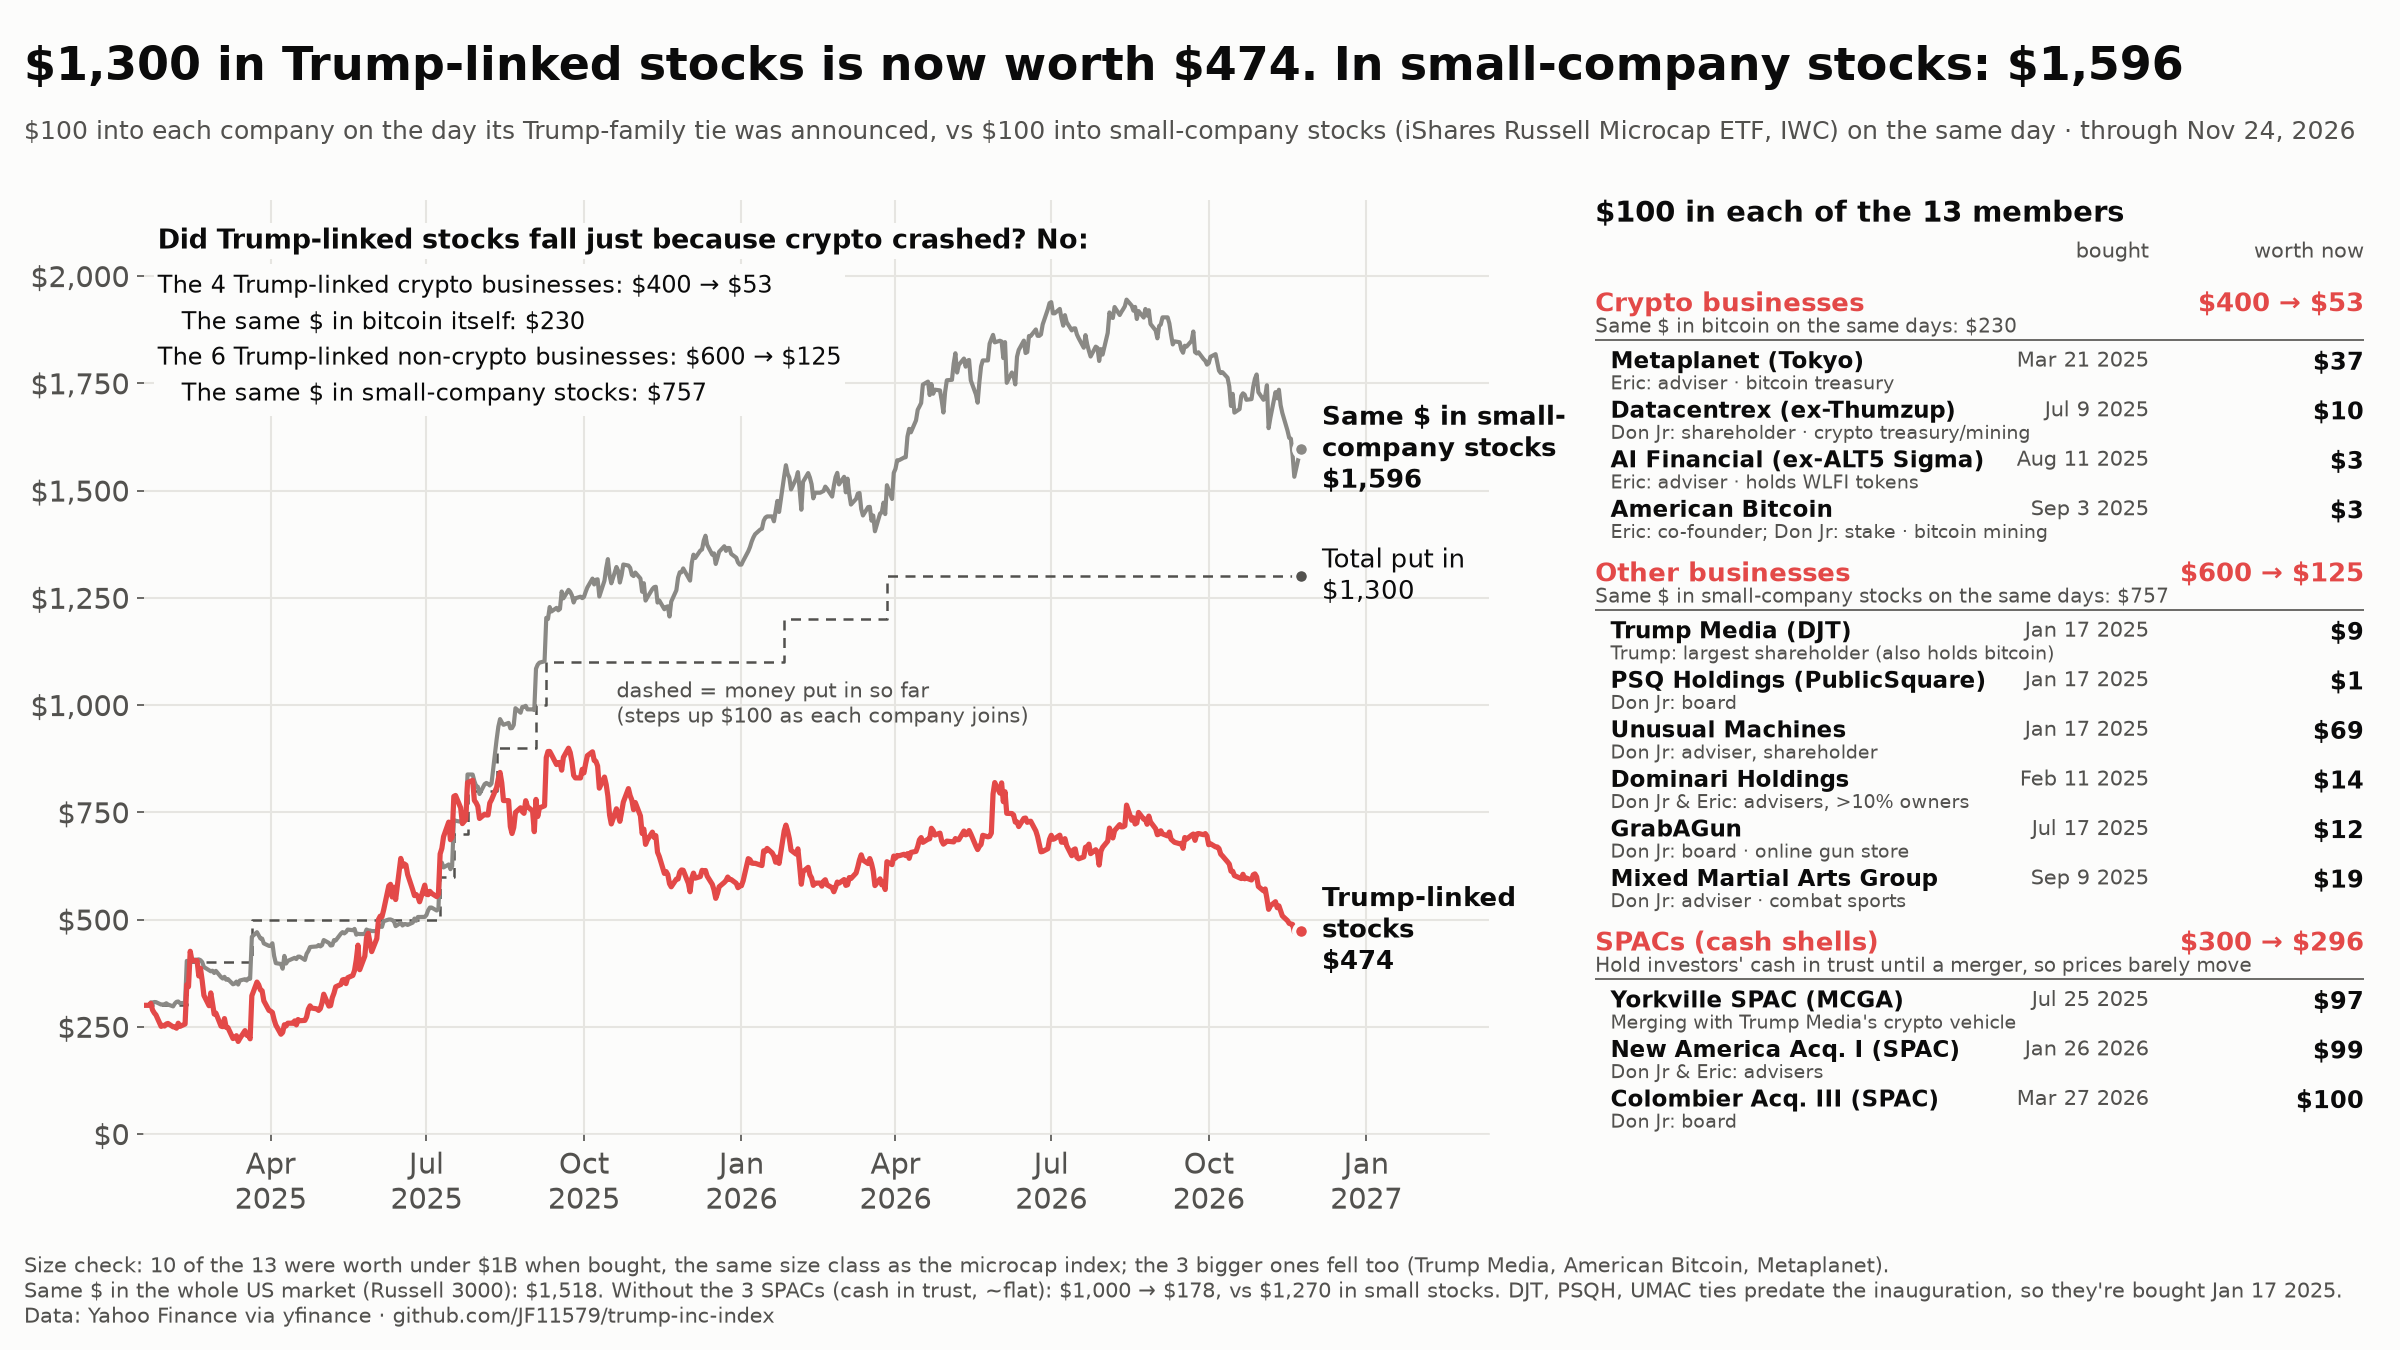 $1,300 in Trump-linked stocks is now worth $474. In small-company stocks: $1,596
$100 into each company on the day its Trump-family tie was announced, vs $100 into small-company stocks (iShares Russell Microcap ETF, IWC) on the same day · through Nov 24, 2026
Did Trump-linked stocks fall just because crypto crashed? No:
The 4 Trump-linked crypto businesses: $400 → $53
The same $ in bitcoin itself: $230
The 6 Trump-linked non-crypto businesses: $600 → $125
The same $ in small-company stocks: $757
$2,000
$1,750
$1,500
$1,250
$1,000
$750
$500
$250
$0
Same $ in small-
company stocks
$1,596
Total put in
$1,300
dashed = money put in so far
(steps up $100 as each company joins)
Trump-linked
stocks
$474
Apr
2025
Jul
2025
Oct
2025
Jan
2026
Apr
2026
Jul
2026
Oct
2026
Jan
2027
$100 in each of the 13 members
bought worth now
Crypto businesses $400 → $53
Same $ in bitcoin on the same days: $230
Metaplanet (Tokyo) Mar 21 2025 $37
Eric: adviser · bitcoin treasury
Datacentrex (ex-Thumzup) Jul 9 2025 $10
Don Jr: shareholder · crypto treasury/mining
AI Financial (ex-ALT5 Sigma) Aug 11 2025 $3
Eric: adviser · holds WLFI tokens
American Bitcoin Sep 3 2025 $3
Eric: co-founder; Don Jr: stake · bitcoin mining
Other businesses $600 → $125
Same $ in small-company stocks on the same days: $757
Trump Media (DJT) Jan 17 2025 $9
Trump: largest shareholder (also holds bitcoin)
PSQ Holdings (PublicSquare) Jan 17 2025 $1
Don Jr: board
Unusual Machines Jan 17 2025 $69
Don Jr: adviser, shareholder
Dominari Holdings Feb 11 2025 $14
Don Jr & Eric: advisers, >10% owners
GrabAGun Jul 17 2025 $12
Don Jr: board · online gun store
Mixed Martial Arts Group Sep 9 2025 $19
Don Jr: adviser · combat sports
SPACs (cash shells) $300 → $296
Hold investors' cash in trust until a merger, so prices barely move
Yorkville SPAC (MCGA) Jul 25 2025 $97
Merging with Trump Media's crypto vehicle
New America Acq. I (SPAC) Jan 26 2026 $99
Don Jr & Eric: advisers
Colombier Acq. III (SPAC) Mar 27 2026 $100
Don Jr: board
Size check: 10 of the 13 were worth under $1B when bought, the same size class as the microcap index; the 3 bigger ones fell too (Trump Media, American Bitcoin, Metaplanet).
Same $ in the whole US market (Russell 3000): $1,518. Without the 3 SPACs (cash in trust, ~flat): $1,000 → $178, vs $1,270 in small stocks. DJT, PSQH, UMAC ties predate the inauguration, so they're bought Jan 17 2025.
Data: Yahoo Finance via yfinance · github.com/JF11579/trump-inc-index